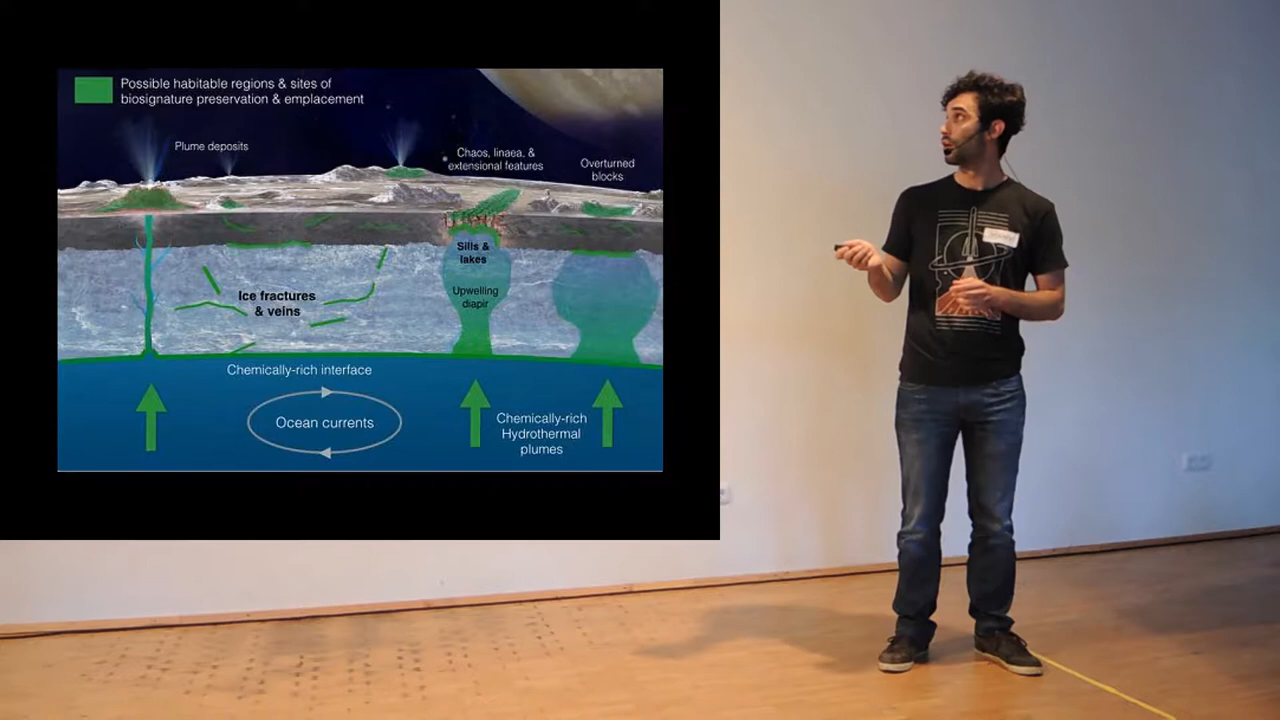 Possible habitable regions & sites of
biosignature preservation & emplacement
Plume deposits
Chaos, linaea, &
extensional features
Overturned
blocks
Sills &
lakes
Ice fractures
& veins
Upwelling
diapir
Chemically-rich interface
Ocean currents
Chemically-rich
Hydrothermal
plumes